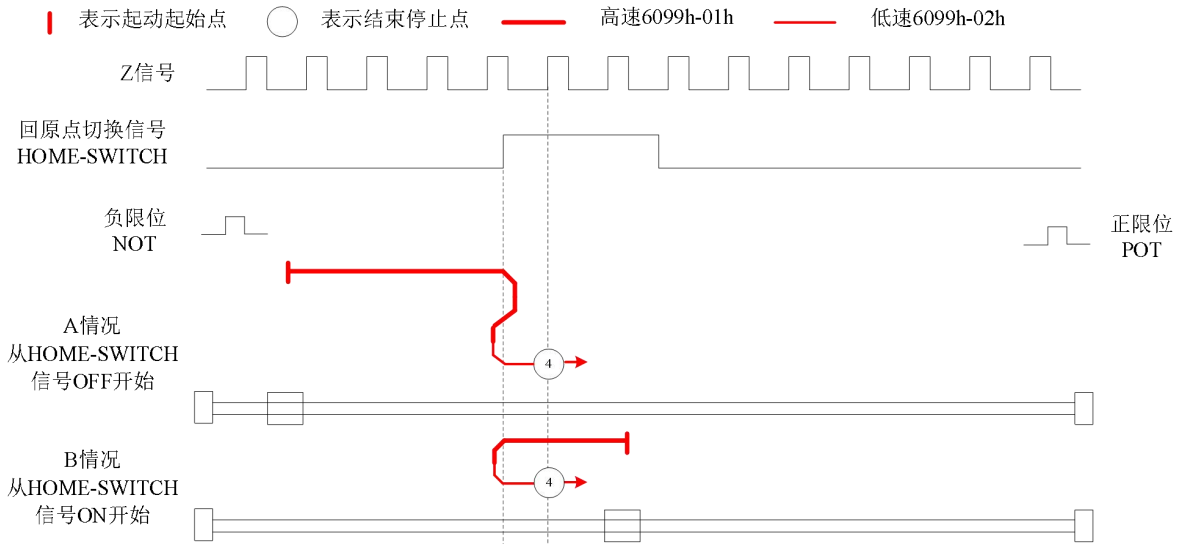 表示起动起始点
表示结束停止点
高速6099h-01h
低速6099h-02h
Z信号
回原点切换信号
HOME-SWITCH
负限位
NOT
正限位
POT
A情况
从HOME-SWITCH
信号OFF开始
4
B情况
从HOME-SWITCH
信号ON开始
4